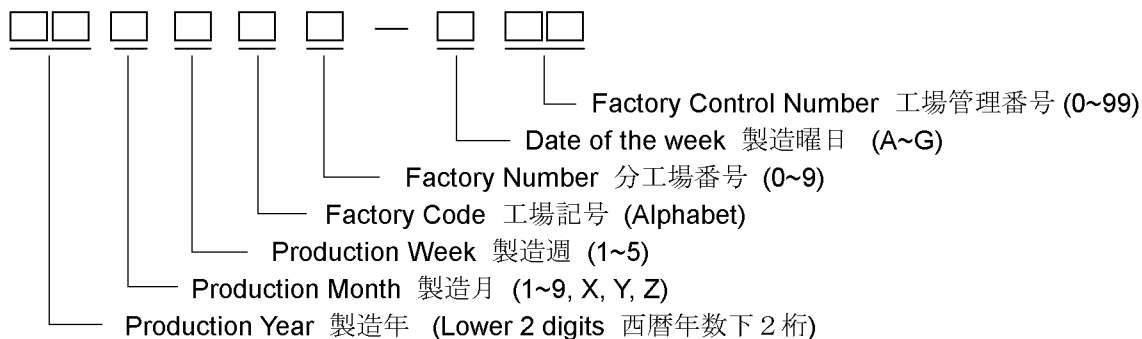 Factory Control Number 工場管理番号 (0~99)
Date of the week 製造曜日 (A~G)
Factory Number 分工場番号 (0~9)
Factory Code 工場記号 (Alphabet)
Production Week 製造週 (1~5)
Production Month 製造月 (1~9, X, Y, Z)
Production Year 製造年 (Lower 2 digits 西暦年数下２桁)